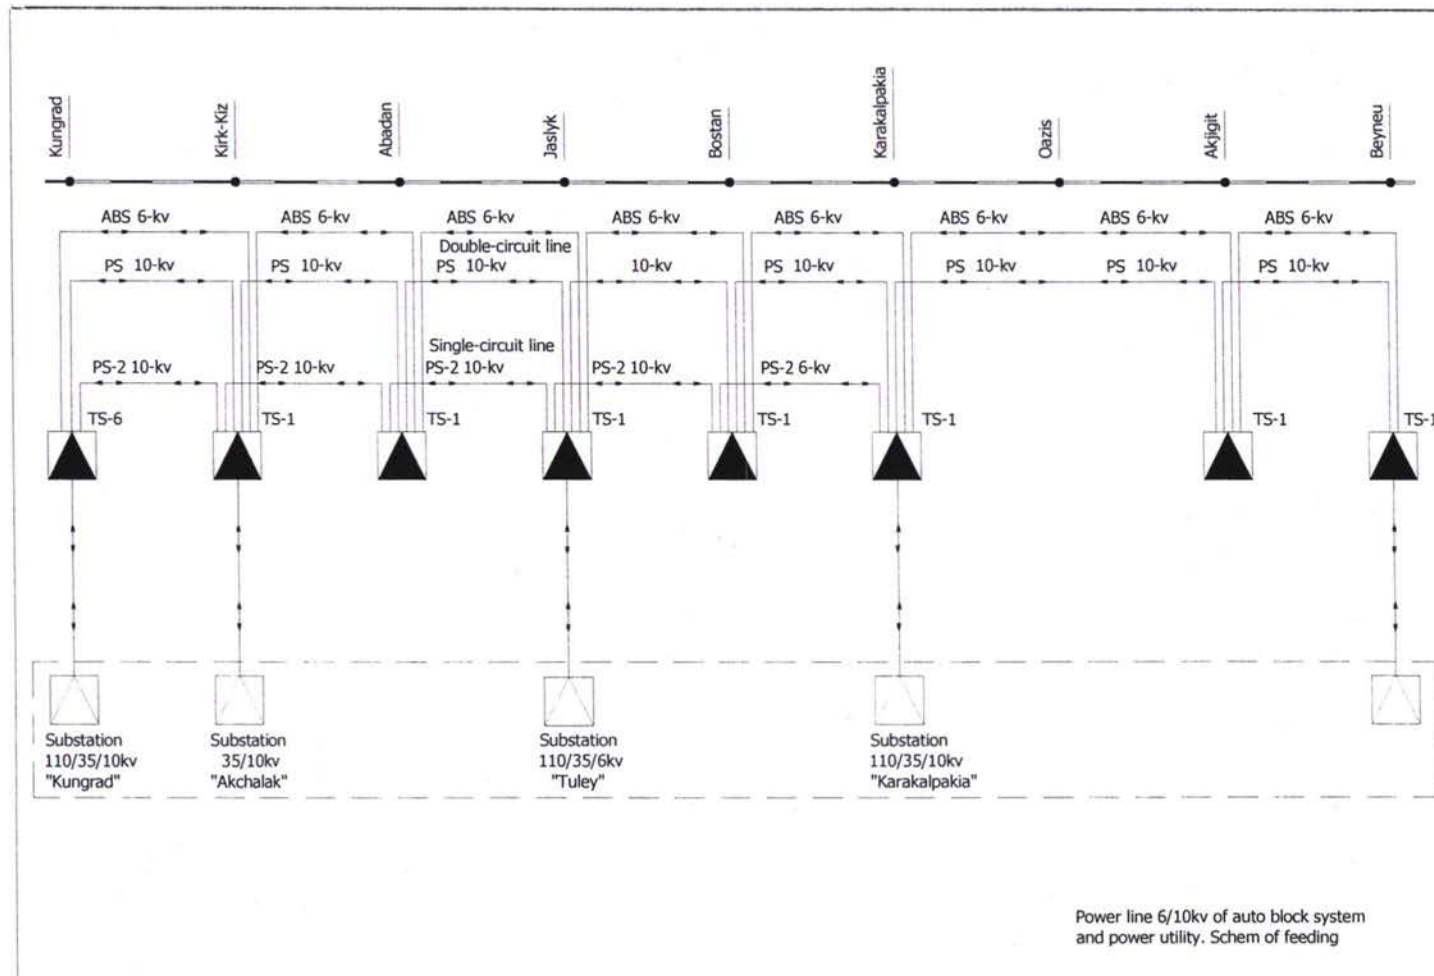 Kungrad
Kirk-Kiz
Abadan
Jaslyk
Bostan
Karakalpakia
Oazis
Akjigit
Beyneu
ABS 6-kv
ABS 6-kv
ABS 6-kv
ABS 6-kv
ABS 6-kv
ABS 6-kv
ABS 6-kv
ABS 6-kv
Double-circuit line
PS 10-kv
PS 10-kv
PS 10-kv
10-kv
PS 10-kv
PS 10-kv
PS 10-kv
PS 10-kv
Single-circuit line
PS-2 10-kv
PS-2 10-kv
PS-2 10-kv
PS-2 10-kv
PS-2 6-kv
TS-6
TS-1
TS-1
TS-1
TS-1
TS-1
TS-1
TS-1
Substation
110/35/10kv
"Kungrad"
Substation
35/10kv
"Akchalak"
Substation
110/35/6kv
"Tuley"
Substation
110/35/10kv
"Karakalpakia"
Power line 6/10kv of auto block system
and power utility. Schem of feeding